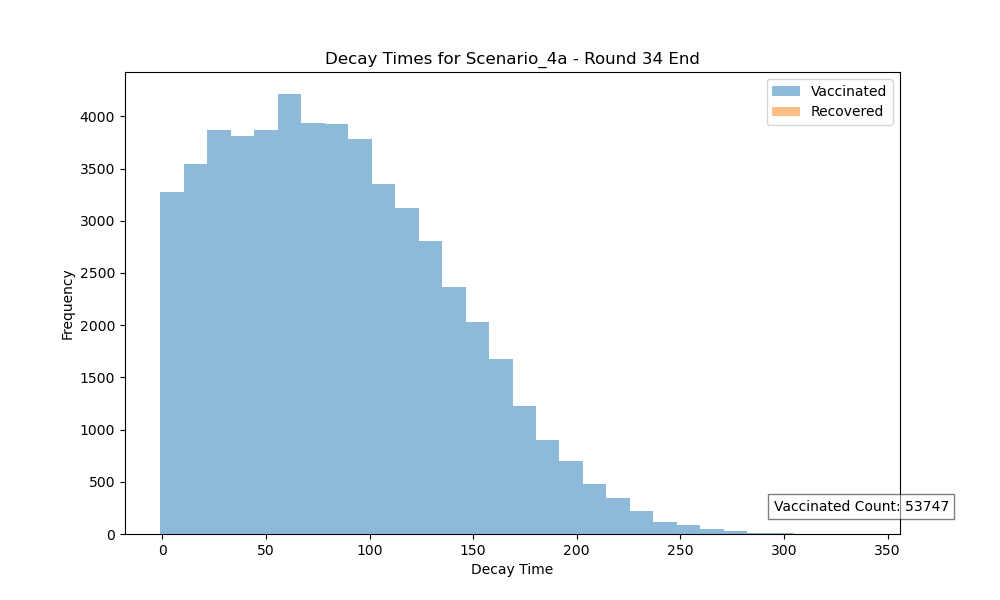 Decay Times for Scenario_4a - Round 34 End
Vaccinated
Recovered
4000
3500
3000
2500
2000
1500
1000
500
0
Frequency
Vaccinated Count: 53747
0 50 100 150 200 250 300 350
Decay Time